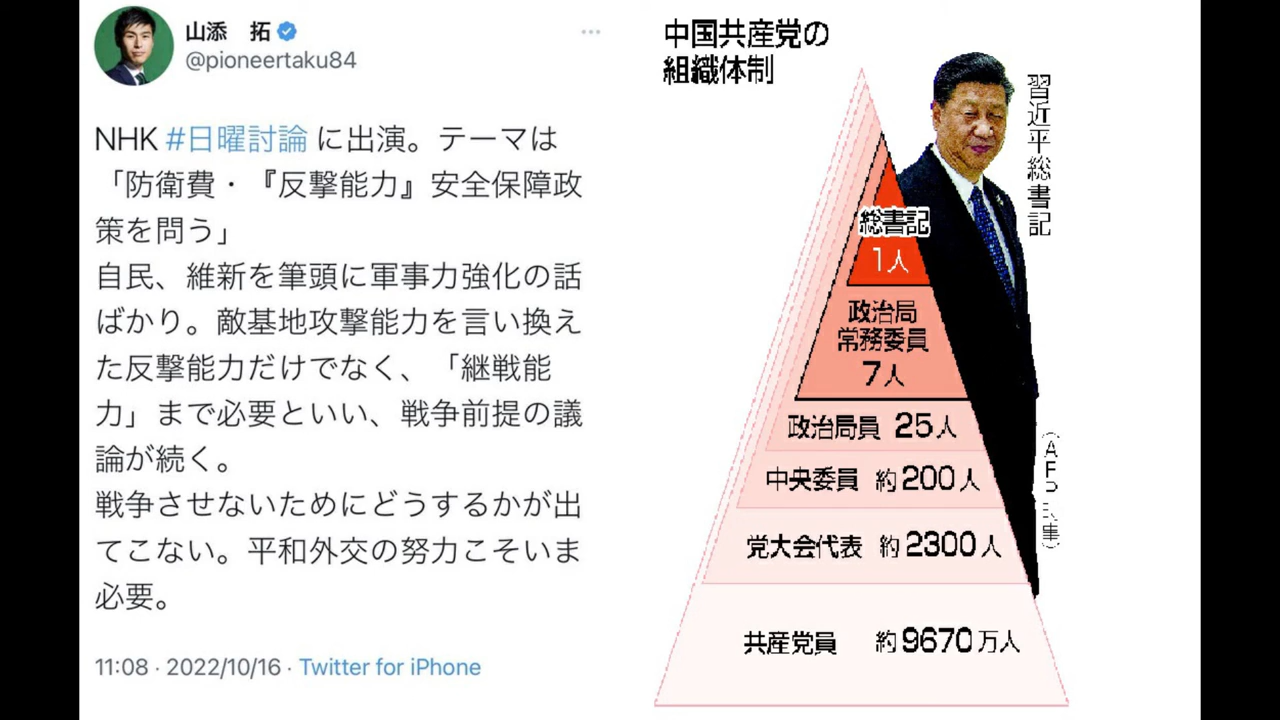 山添 拓
@pioneertaku84
NHK #日曜討論 に出演。テーマは
「防衛費・『反撃能力』安全保障政
策を問う」
自民、維新を筆頭に軍事力強化の話
ばかり。敵基地攻撃能力を言い換え
た反撃能力だけでなく、「継戦能
力」まで必要といい、戦争前提の議
論が続く。
戦争させないためにどうするかが出
てこない。平和外交の努力こそいま
必要。
11:08 · 2022/10/16 · Twitter for iPhone
中国共産党の
組織体制
習近平総書記
総書記
1人
政治局
常務委員
7人
政治局員 25人
中央委員 約200人
党大会代表 約2300人
共産党員 約9670万人